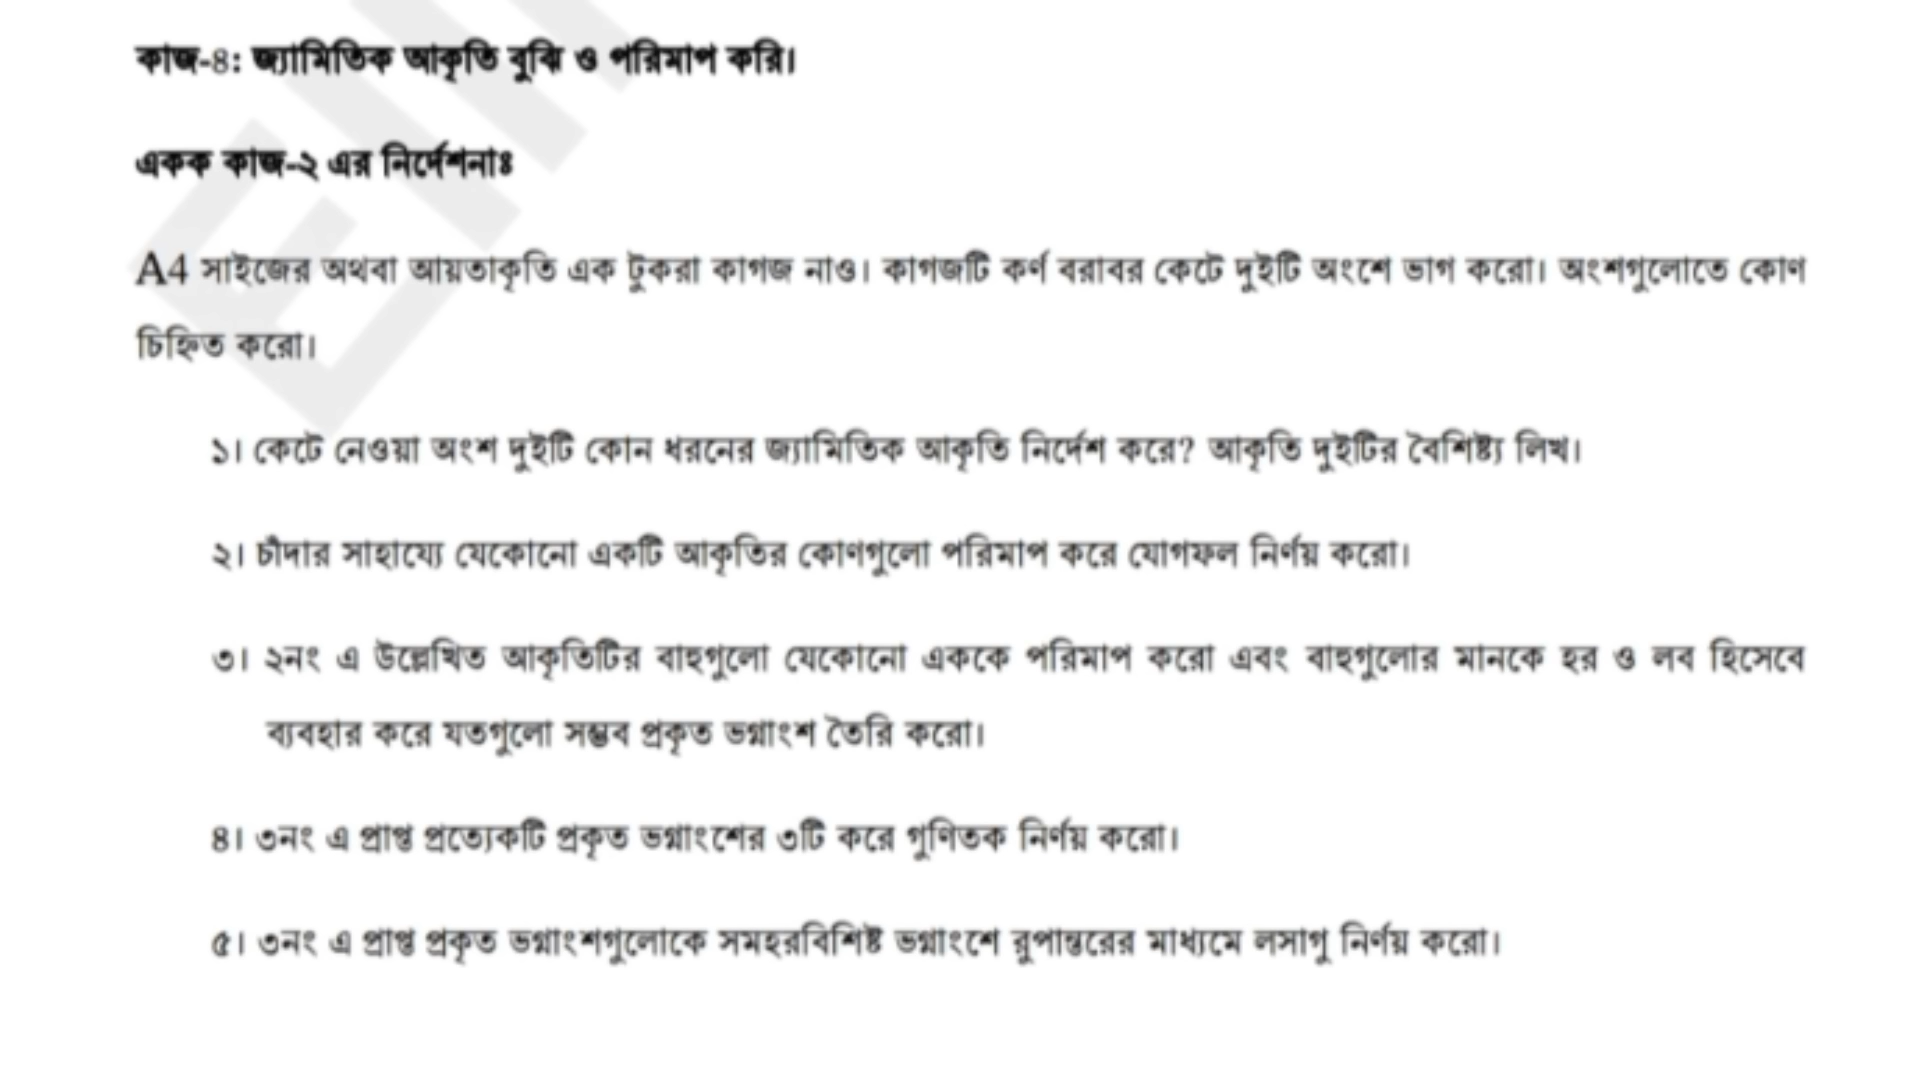 কাজ-৪: জ্যামিতিক আকৃতি বুঝি ও পরিমাপ করি।
একক কাজ-২ এর নির্দেশনাঃ
A4 সাইজের অথবা আয়তাকৃতি এক টুকরা কাগজ নাও। কাগজটি কর্ণ বরাবর কেটে দুইটি অংশে ভাগ করো। অংশগুলোতে কোণ
চিহ্নিত করো।
১। কেটে নেওয়া অংশ দুইটি কোন ধরনের জ্যামিতিক আকৃতি নির্দেশ করে? আকৃতি দুইটির বৈশিষ্ট্য লিখ।
২। চাঁদার সাহায্যে যেকোনো একটি আকৃতির কোণগুলো পরিমাপ করে যোগফল নির্ণয় করো।
৩। ২নং এ উল্লেখিত আকৃতিটির বাহুগুলো যেকোনো এককে পরিমাপ করো এবং বাহুগুলোর মানকে হর ও লব হিসেবে
ব্যবহার করে যতগুলো সম্ভব প্রকৃত ভগ্নাংশ তৈরি করো।
৪। ৩নং এ প্রাপ্ত প্রত্যেকটি প্রকৃত ভগ্নাংশের ৩টি করে গুণিতক নির্ণয় করো।
৫। ৩নং এ প্রাপ্ত প্রকৃত ভগ্নাংশগুলোকে সমহরবিশিষ্ট ভগ্নাংশে রুপান্তরের মাধ্যমে লসাগু নির্ণয় করো।